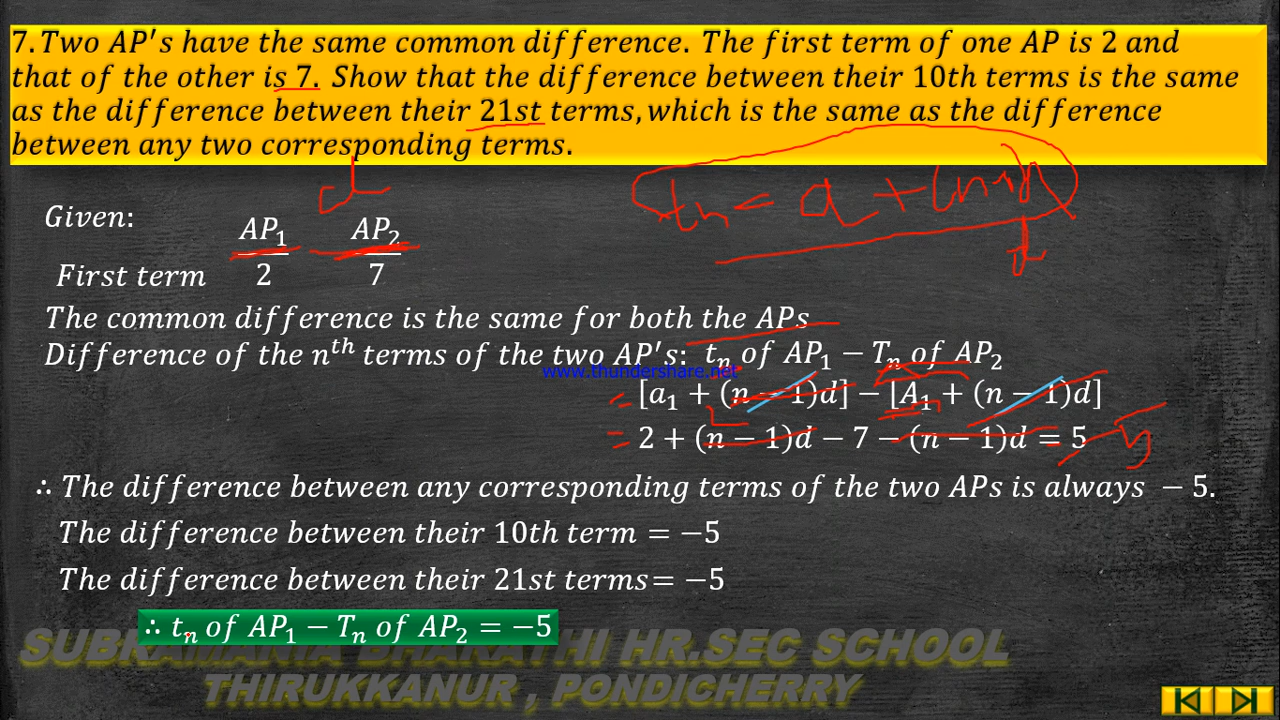 7. Two AP's have the same common difference. The first term of one AP is 2 and
that of the other is 7. Show that the difference between their 10th terms is the same
as the difference between their 21st terms, which is the same as the difference
between any two corresponding terms.
d
tₙ = a + (n-1)d
d
Given:
AP₁ AP₂
First term 2 7
The common difference is the same for both the APs
Difference of the nᵗʰ terms of the two AP's: tₙ of AP₁ − Tₙ of AP₂
www.thundershare.net
= [a₁ + (n − 1)d] − [A₁ + (n − 1)d]
= 2 + (n − 1)d − 7 − (n − 1)d = 5
∴ The difference between any corresponding terms of the two APs is always − 5.
The difference between their 10th term = −5
The difference between their 21st terms = −5
∴ tₙ of AP₁ − Tₙ of AP₂ = −5
SUBRAMANIA BHARATHI HR.SEC SCHOOL
THIRUKKANUR , PONDICHERRY